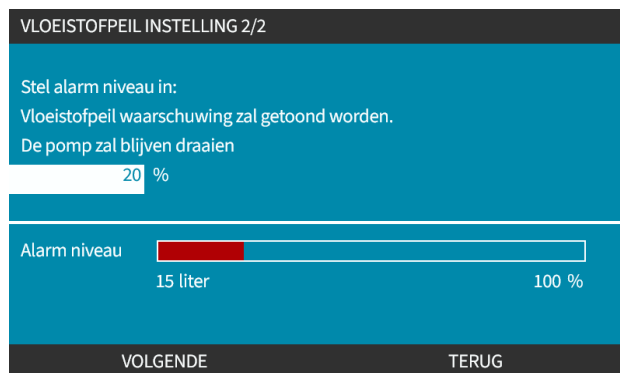 VLOEISTOFPEIL INSTELLING 2/2
Stel alarm niveau in:
Vloeistofpeil waarschuwing zal getoond worden.
De pomp zal blijven draaien
20 %
Alarm niveau
15 liter 100 %
VOLGENDE TERUG